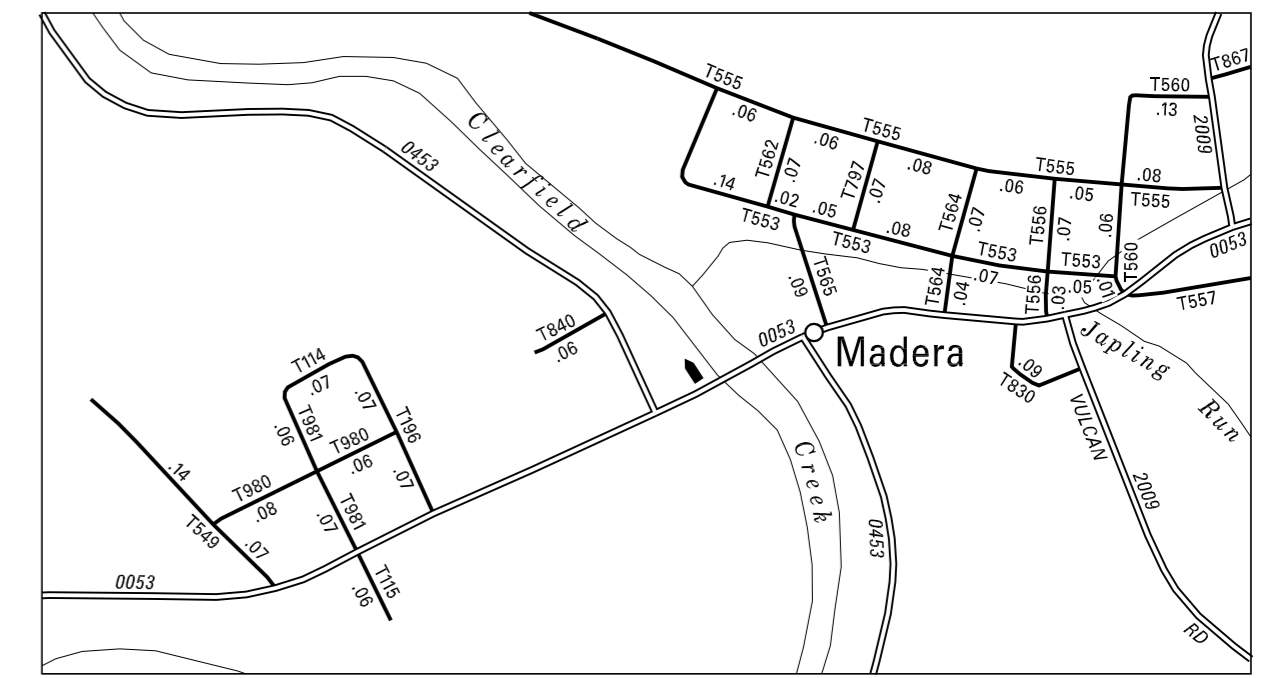 T867
T555
T560
.13
2009
.06
T555
.06
T562
.07
T797
.07
.08
T555
.08
.06
.05
T555
.14
.02
.05
T564
.07
T556
.07
.06
T553
T553
.08
T553
T553
T560
0053
Clearfield
0453
T565
.09
T564
.04
.07
T556
.03
.05
.07
T557
0053
Madera
Japling
Run
T840
.06
.09
T830
VULCAN
T114
.07
.07
T981
.06
T980
T196
.06
.07
Creek
.14
T980
.08
T981
.07
2009
0453
T549
.07
0053
T115
.06
RD